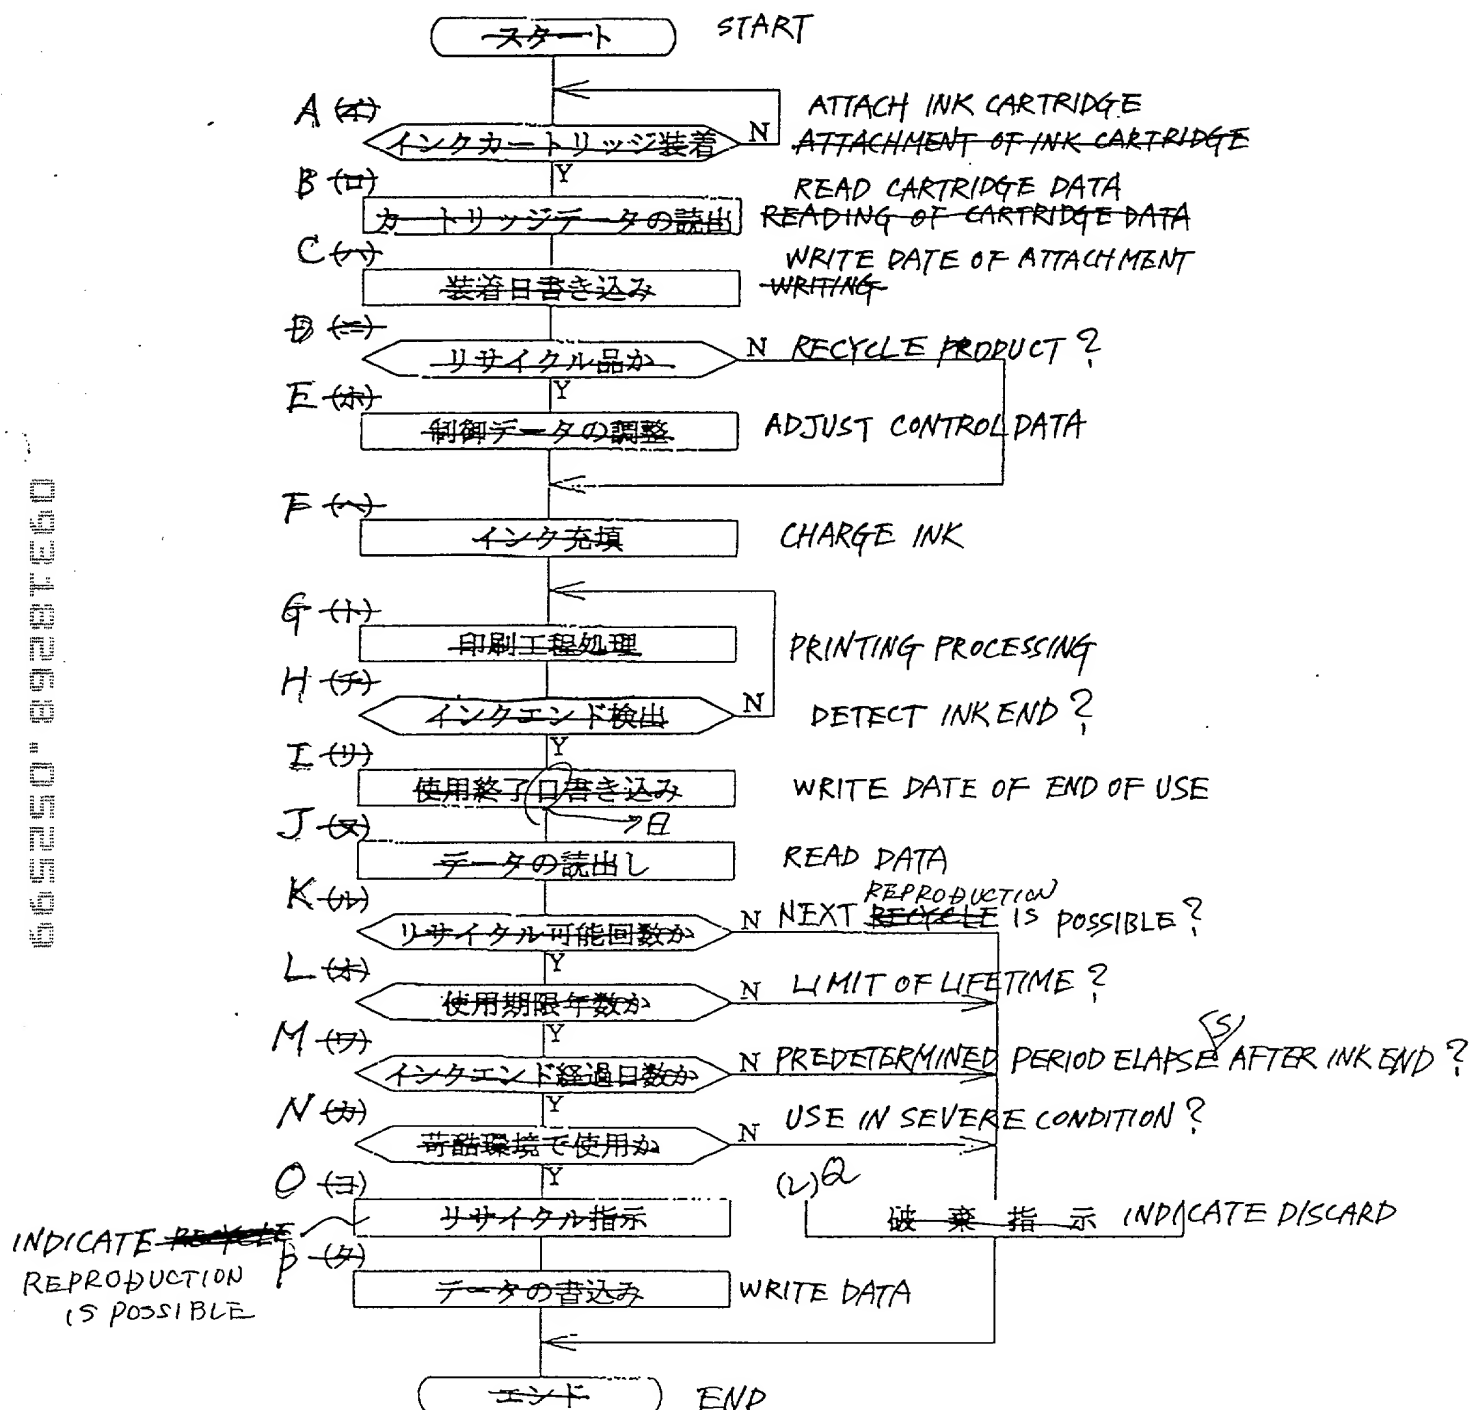 スタート START
A (イ) ATTACH INK CARTRIDGE
インクカートリッジ装着 N ATTACHMENT OF INK CARTRIDGE
Y
B (ロ) READ CARTRIDGE DATA
カートリッジデータの読出 READING OF CARTRIDGE DATA
C (ハ) WRITE DATE OF ATTACHMENT
装着日書き込み WRITING
D (ニ)
リサイクル品か N RECYCLE PRODUCT?
Y
E (ホ)
制御データの調整 ADJUST CONTROL DATA
F (ヘ)
インク充填 CHARGE INK
G (ト)
印刷工程処理 PRINTING PROCESSING
H (チ)
インクエンド検出 N DETECT INK END?
Y
I (リ)
使用終了口書き込み WRITE DATE OF END OF USE
日
J (ヌ)
データの読出し READ DATA
K (ル) REPRODUCTION
リサイクル可能回数か N NEXT RECYCLE IS POSSIBLE?
Y
L (オ)
使用期限年数か N LIMIT OF LIFETIME?
Y
M (ワ) S
インクエンド経過日数か N PREDETERMINED PERIOD ELAPSE AFTER INK END?
Y
N (カ)
苛酷環境で使用か N USE IN SEVERE CONDITION?
Y
O (ヨ) (レ) Q
リサイクル指示 破棄指示 INDICATE DISCARD
INDICATE RECYCLE
REPRODUCTION
IS POSSIBLE
P (タ)
データの書込み WRITE DATA
エンド END
09318268.052599